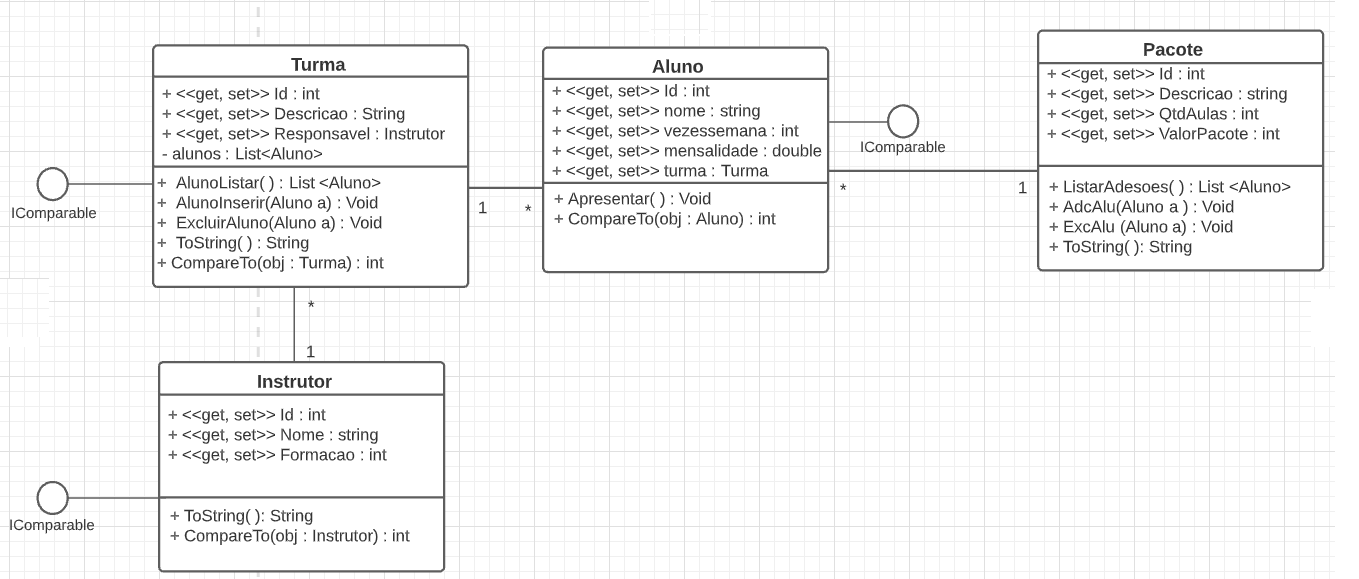 Turma
+ <<get, set>> Id : int
+ <<get, set>> Descricao : String
+ <<get, set>> Responsavel : Instrutor
- alunos : List<Aluno>
+ AlunoListar( ) : List <Aluno>
+ AlunoInserir(Aluno a) : Void
+ ExcluirAluno(Aluno a) : Void
+ ToString( ) : String
+ CompareTo(obj : Turma) : int
IComparable
1
*
Aluno
+ <<get, set>> Id : int
+ <<get, set>> nome : string
+ <<get, set>> vezessemana : int
+ <<get, set>> mensalidade : double
+ <<get, set>> turma : Turma
+ Apresentar( ) : Void
+ CompareTo(obj : Aluno) : int
IComparable
*
1
Pacote
+ <<get, set>> Id : int
+ <<get, set>> Descricao : string
+ <<get, set>> QtdAulas : int
+ <<get, set>> ValorPacote : int
+ ListarAdesoes( ) : List <Aluno>
+ AdcAlu(Aluno a ) : Void
+ ExcAlu (Aluno a) : Void
+ ToString( ): String
*
1
Instrutor
+ <<get, set>> Id : int
+ <<get, set>> Nome : string
+ <<get, set>> Formacao : int
+ ToString( ): String
+ CompareTo(obj : Instrutor) : int
IComparable